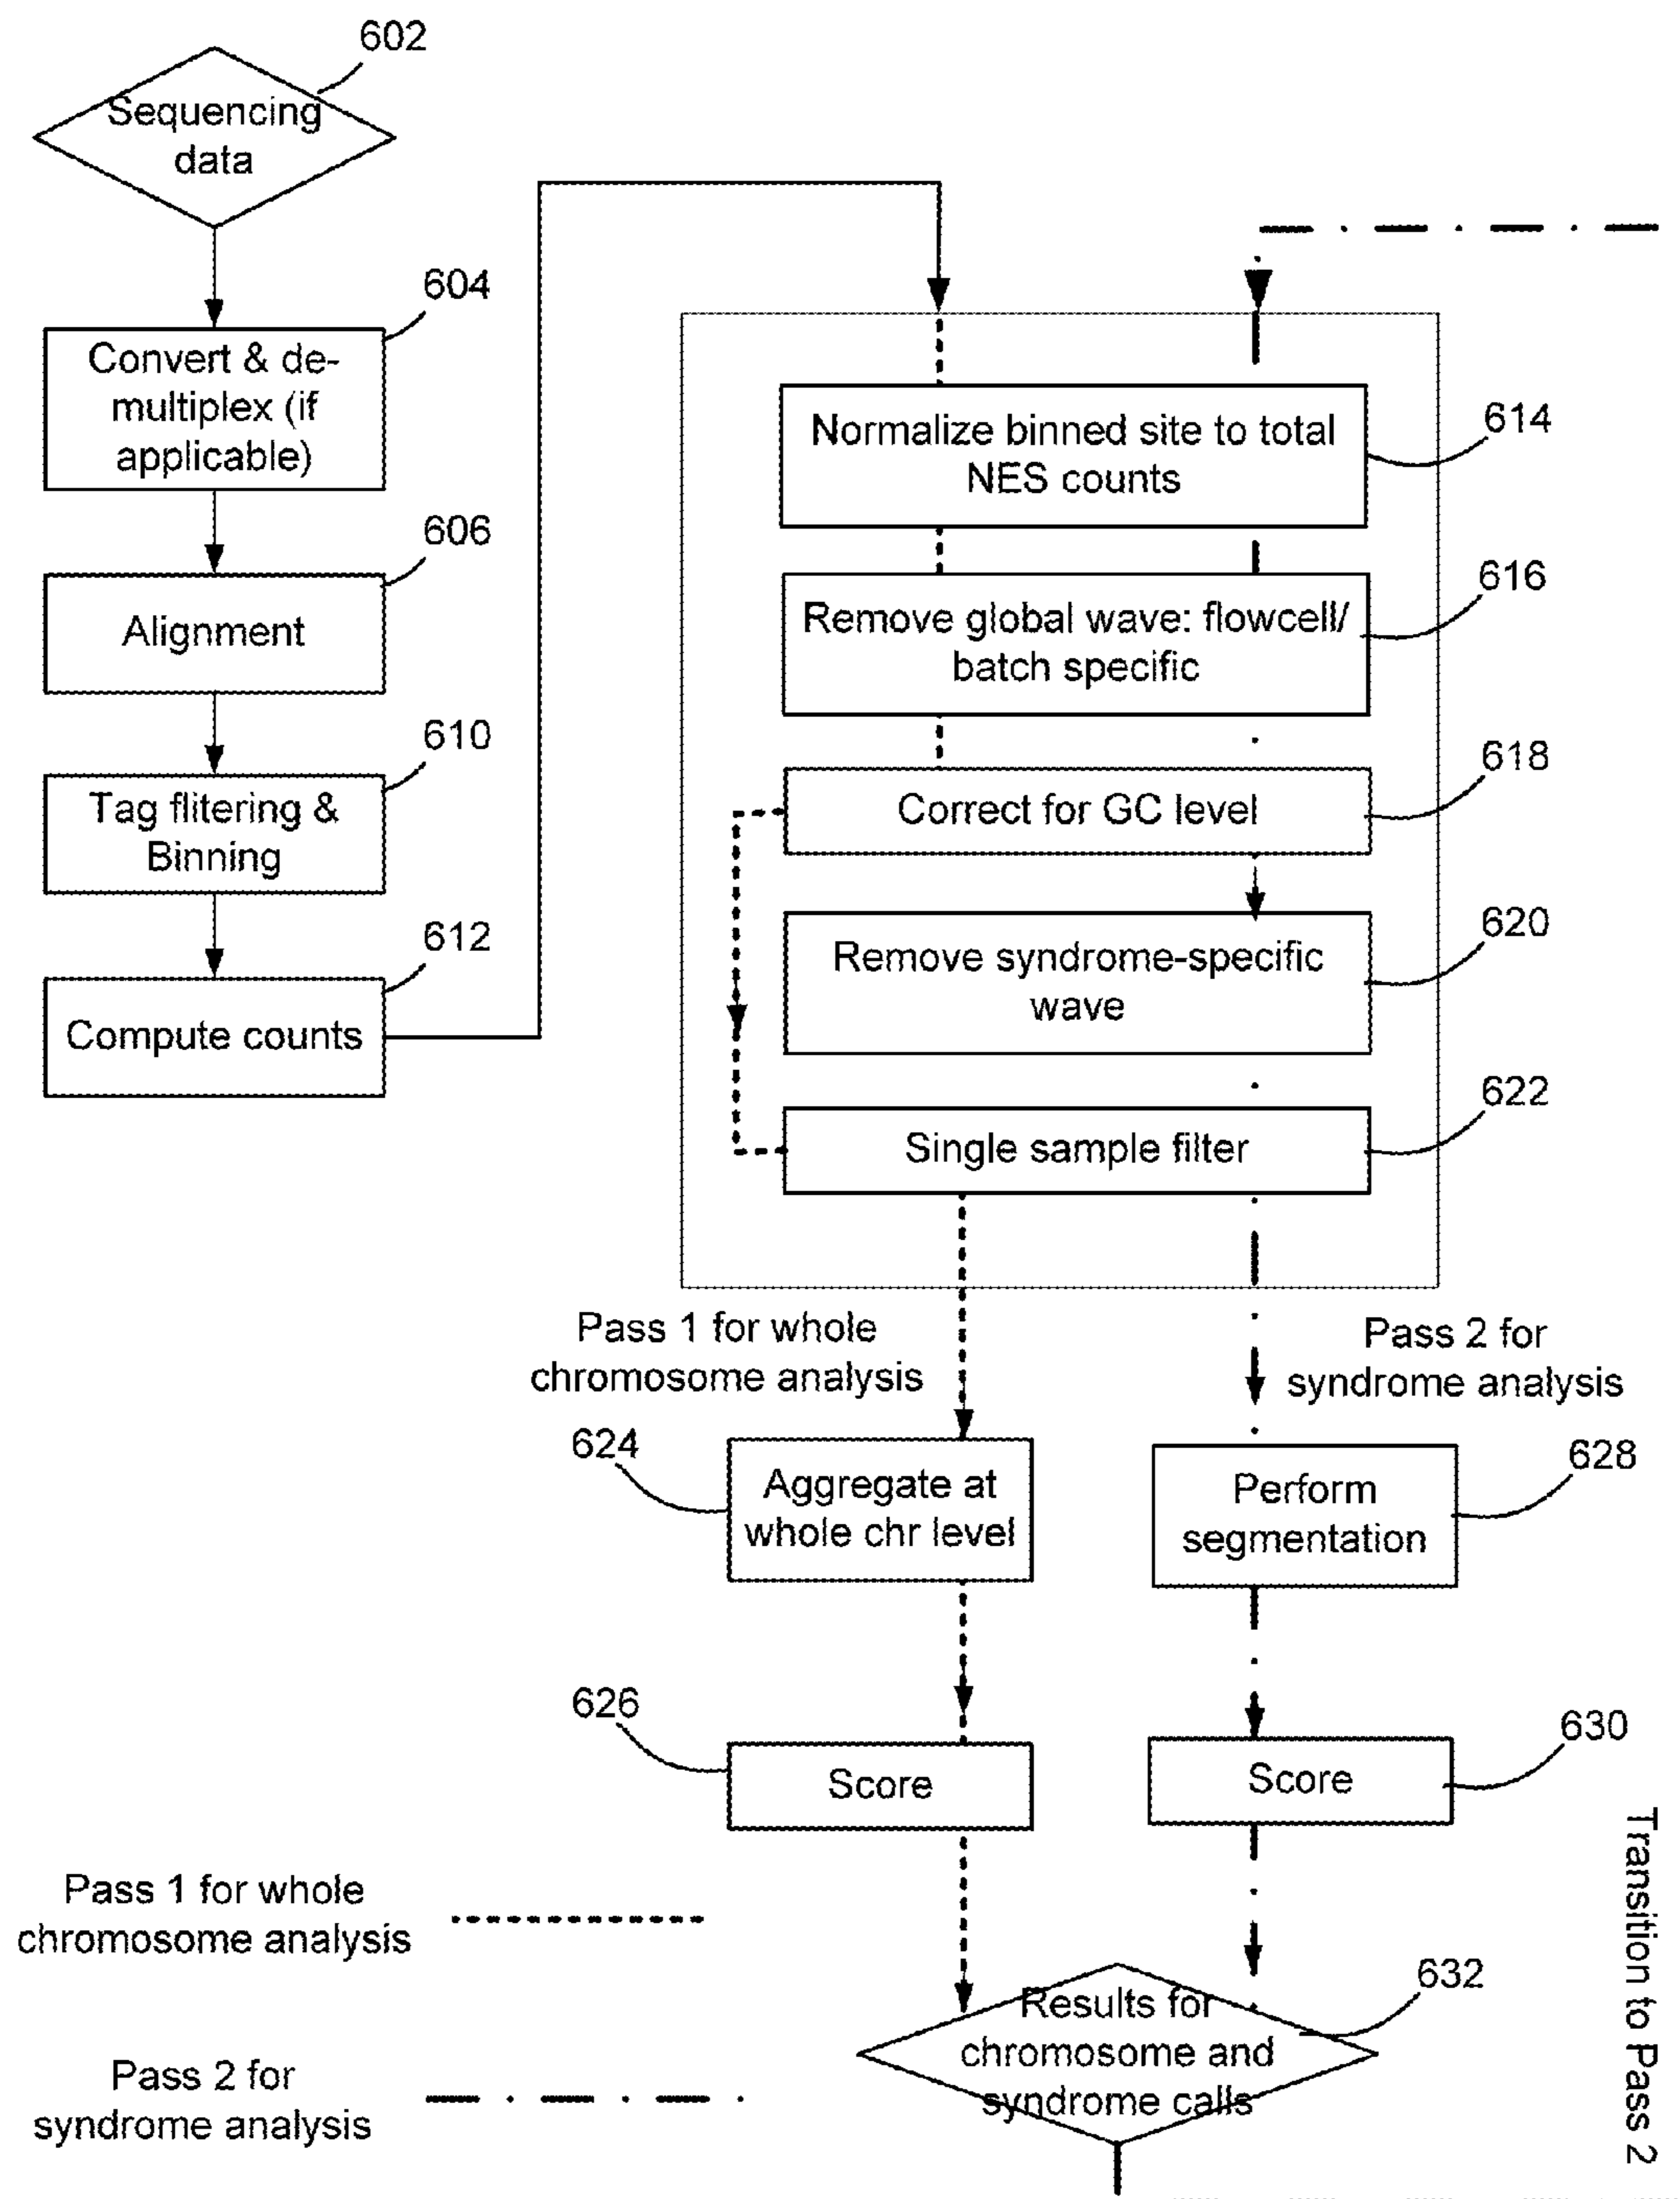 602
Sequencing
data
604
Convert & de-
multiplex (if
applicable)
606
Alignment
610
Tag flitering &
Binning
612
Compute counts
614
Normalize binned site to total
NES counts
616
Remove global wave: flowcell/
batch specific
618
Correct for GC level
620
Remove syndrome-specific
wave
622
Single sample filter
Pass 1 for whole
chromosome analysis
Pass 2 for
syndrome analysis
624
Aggregate at
whole chr level
628
Perform
segmentation
626
Score
630
Score
632
Results for
chromosome and
syndrome calls
Transition to Pass 2
Pass 1 for whole
chromosome analysis
Pass 2 for
syndrome analysis